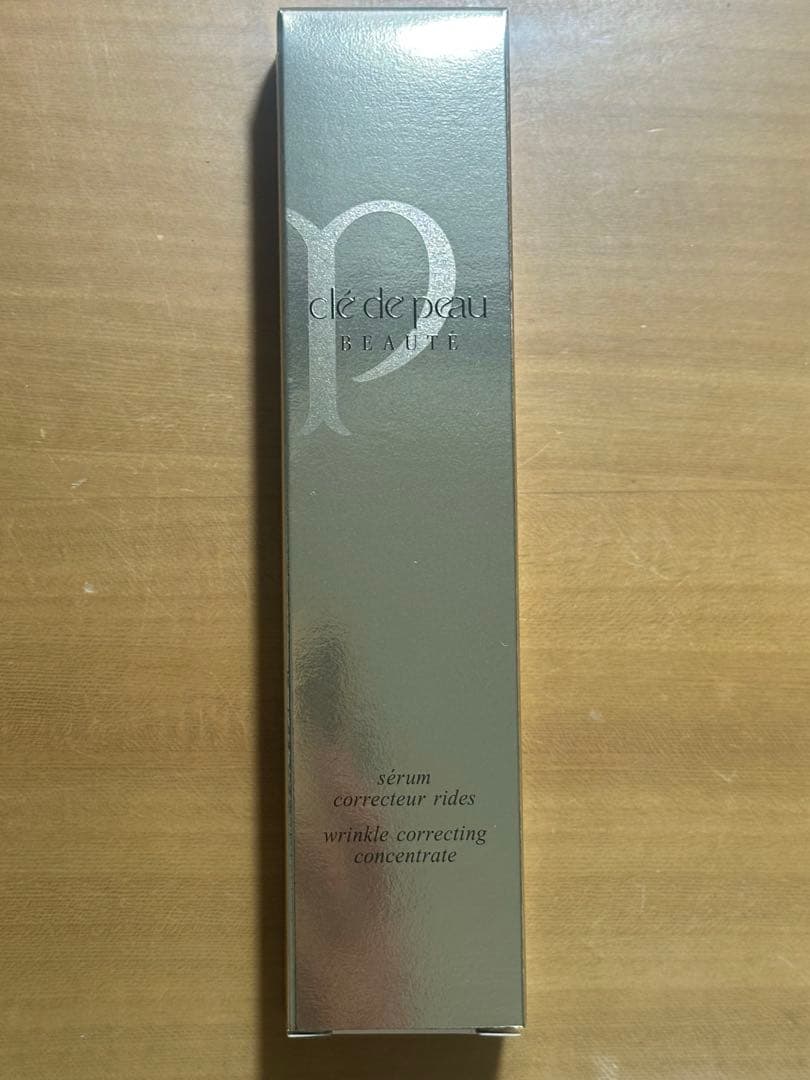 clé de peau
BEAUTÉ
sérum
correcteur rides
wrinkle correcting
concentrate